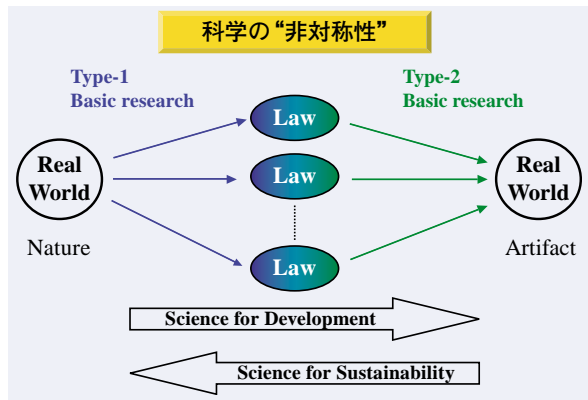 科学の“非対称性”
Type-1
Basic research
Type-2
Basic research
Law
Real
World
Law
Real
World
Nature
Law
Artifact
Science for Development
Science for Sustainability